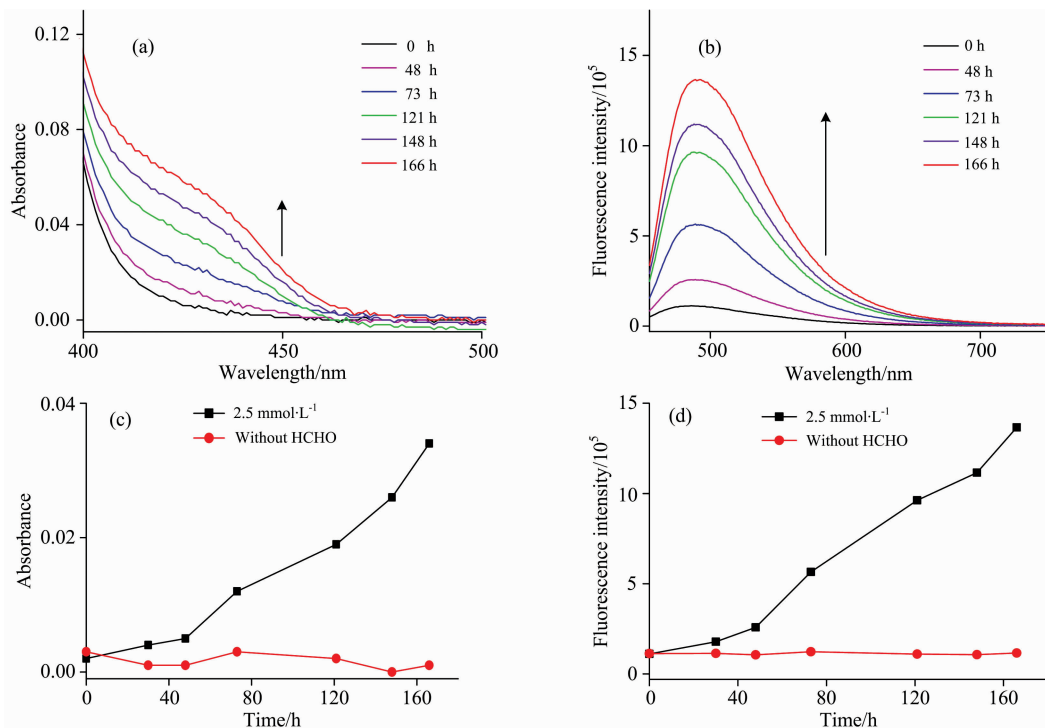 (a)
0.12
0.08
0.04
0.00
Absorbance
400
450
500
Wavelength/nm
0 h
48 h
73 h
121 h
148 h
166 h
(b)
15
10
5
0
Fluorescence intensity/10⁵
500
600
700
Wavelength/nm
0 h
48 h
73 h
121 h
148 h
166 h
(c)
0.04
0.02
0.00
Absorbance
2.5 mmol·L⁻¹
Without HCHO
0
40
80
120
160
Time/h
(d)
15
10
5
0
Fluorescence intensity/10⁵
2.5 mmol·L⁻¹
Without HCHO
0
40
80
120
160
Time/h